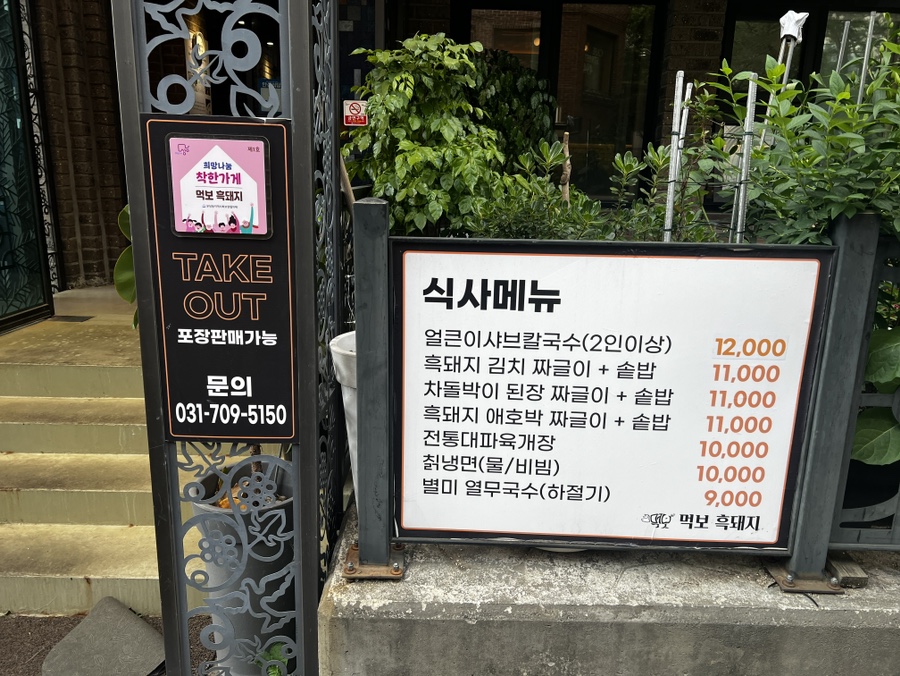 제1호
희망나눔
착한가게
먹보 흑돼지
TAKE
OUT
포장판매가능
문의
031-709-5150
식사메뉴
얼큰이샤브칼국수(2인이상) 12,000
흑돼지 김치 짜글이 + 솥밥 11,000
차돌박이 된장 짜글이 + 솥밥 11,000
흑돼지 애호박 짜글이 + 솥밥 11,000
전통대파육개장 10,000
칡냉면(물/비빔) 10,000
별미 열무국수(하절기) 9,000
먹보 흑돼지